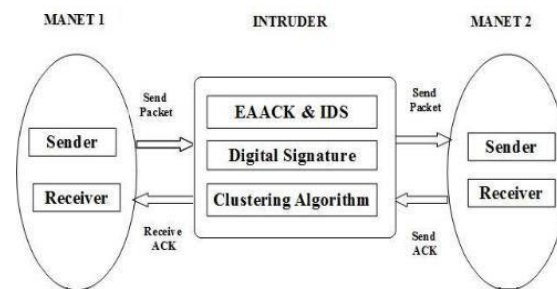 MANET 1
INTRUDER
MANET 2
Send
Packet
EAACK & IDS
Send
Packet
Sender
Digital Signature
Sender
Receiver
Clustering Algorithm
Receiver
Receive
ACK
Send
ACK